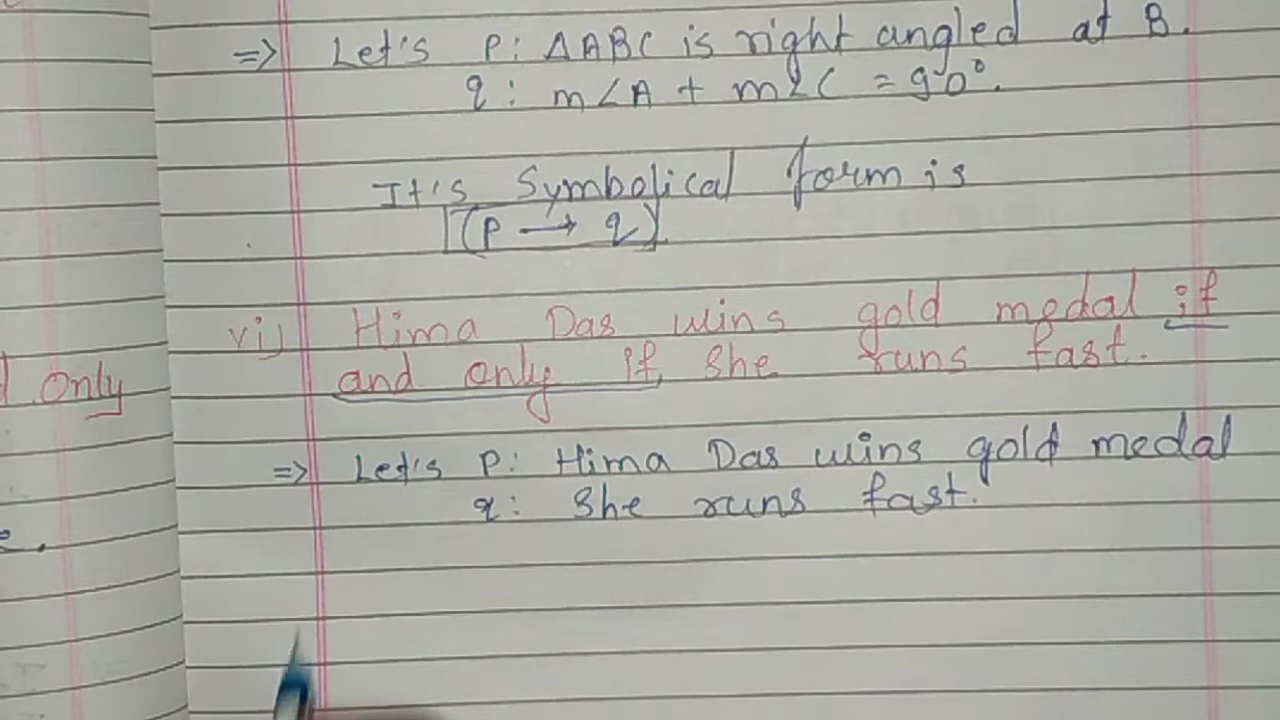 => Let's P: ΔABC is right angled at B.
q: m∠A + m∠C = 90°.
It's Symbolical form is
(P → q)
vi) Hima Das wins gold medal if
and only if, She runs fast.
Only
=> Let's P: Hima Das wins gold medal
q: She runs fast.